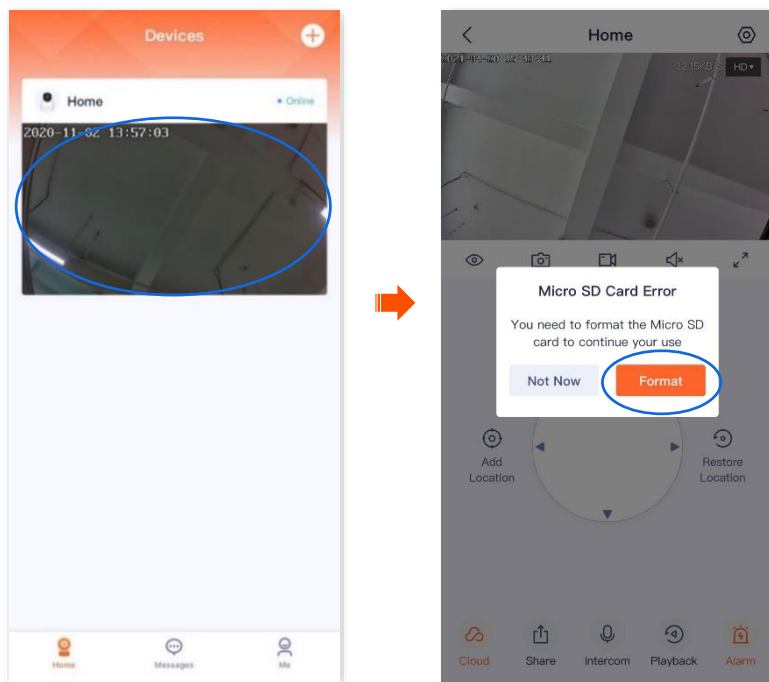 Devices
Home
Online
2020-11-02 13:57:03
Home
Messages
Me
Home
HD
Micro SD Card Error
You need to format the Micro SD
card to continue your use
Not Now
Format
Add
Location
Restore
Location
Cloud
Share
Intercom
Playback
Alarm